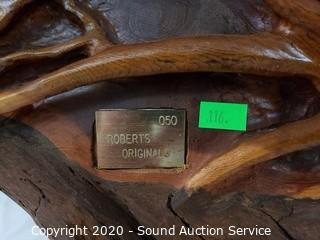 050
ROBERTS
ORIGINALS
116.
Copyright 2020 - Sound Auction Service